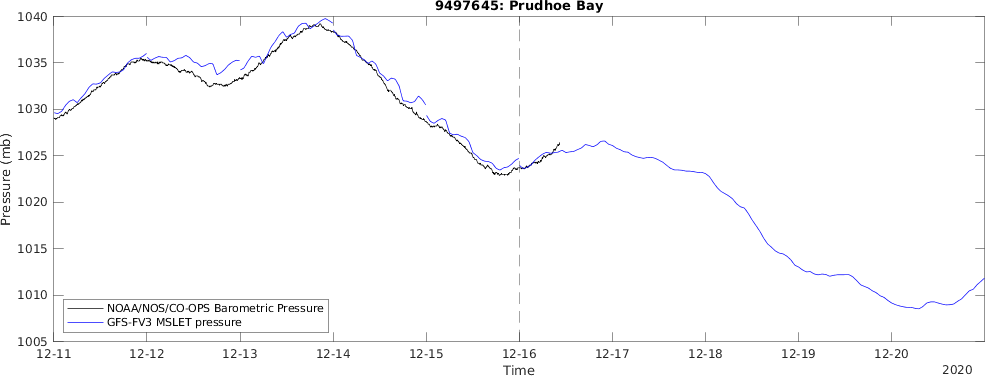 9497645: Prudhoe Bay
Pressure (mb)
1040
1035
1030
1025
1020
1015
1010
1005
NOAA/NOS/CO-OPS Barometric Pressure
GFS-FV3 MSLET pressure
12-11 12-12 12-13 12-14 12-15 12-16 12-17 12-18 12-19 12-20
Time
2020